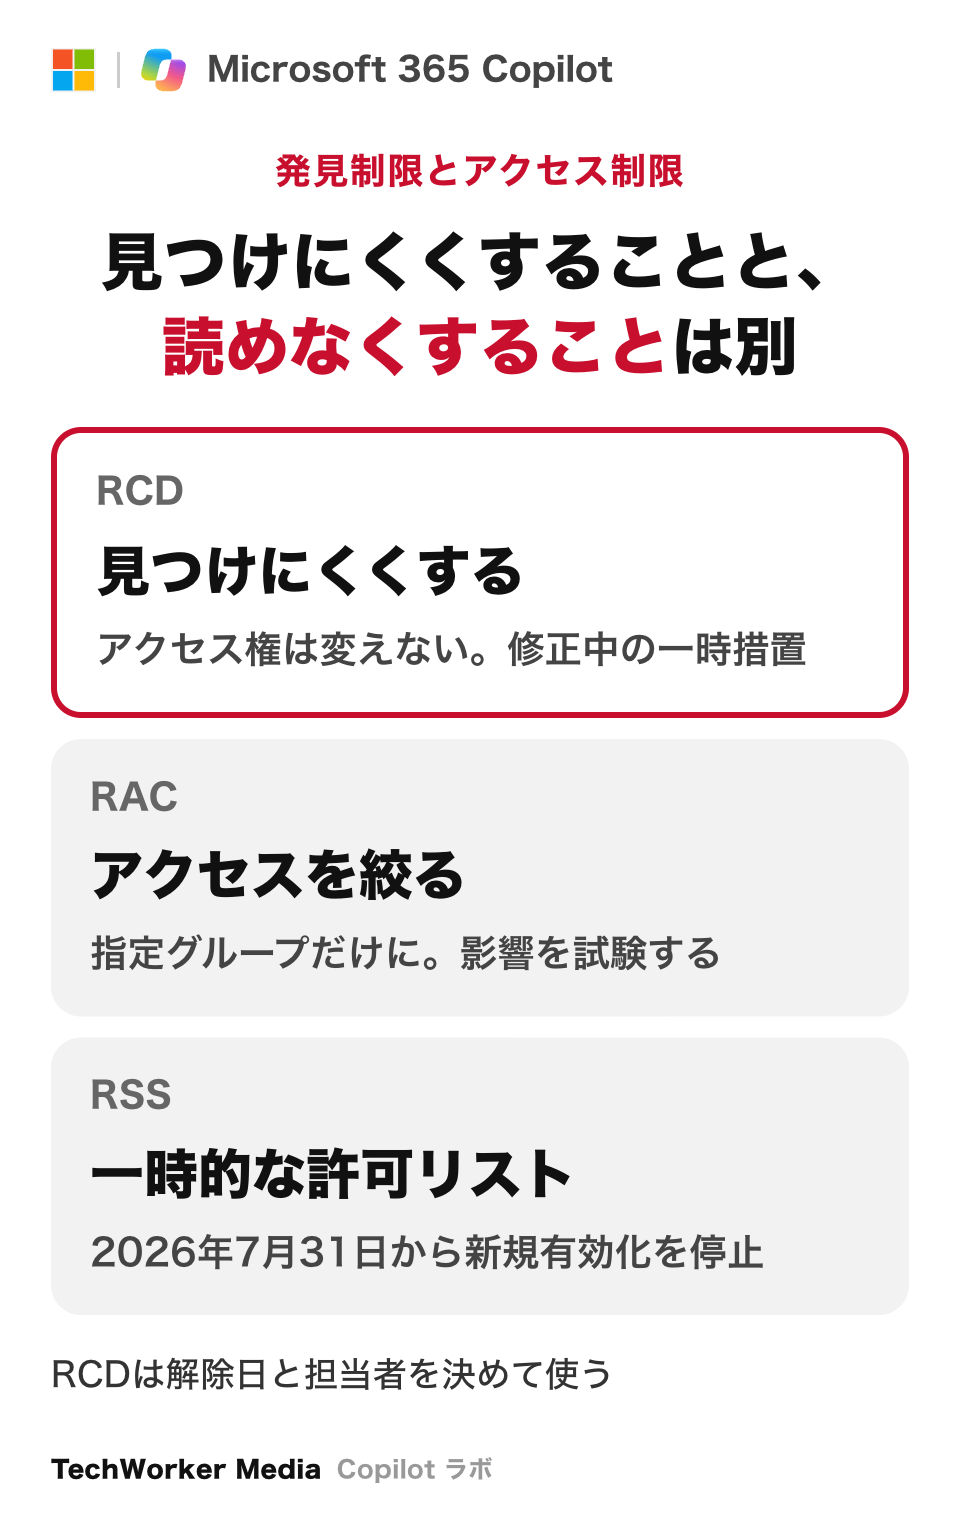 Microsoft 365 Copilot
発見制限とアクセス制限
見つけにくくすることと、
読めなくすることは別
RCD
見つけにくくする
アクセス権は変えない。修正中の一時措置
RAC
アクセスを絞る
指定グループだけに。影響を試験する
RSS
一時的な許可リスト
2026年7月31日から新規有効化を停止
RCDは解除日と担当者を決めて使う
TechWorker Media Copilot ラボ